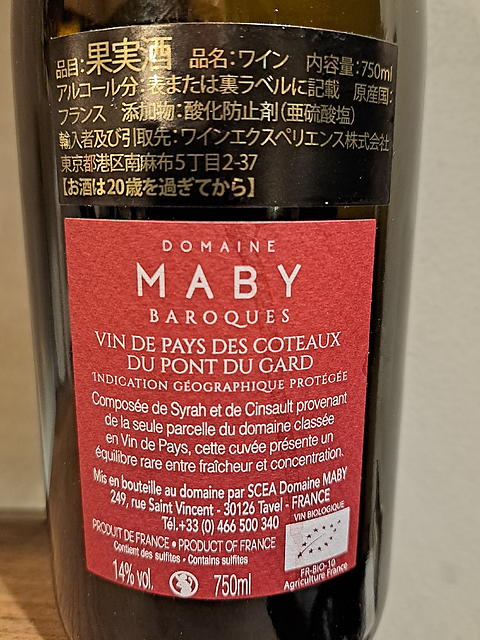 品目:果実酒 品名:ワイン 内容量:750ml
アルコール分:表または裏ラベルに記載 原産国:
フランス 添加物:酸化防止剤(亜硫酸塩)
輸入者及び引取先:ワインエクスペリエンス株式会社
東京都港区南麻布5丁目2-37
【お酒は20歳を過ぎてから】
DOMAINE
MABY
BAROQUES
VIN DE PAYS DES COTEAUX
DU PONT DU GARD
INDICATION GÉOGRAPHIQUE PROTÉGÉE
Composée de Syrah et de Cinsault provenant
de la seule parcelle du domaine classée
en Vin de Pays, cette cuvée présente un
équilibre rare entre fraîcheur et concentration.
Mis en bouteille au domaine par SCEA Domaine MABY
249, rue Saint Vincent - 30126 Tavel - FRANCE
Tél.+33 (0) 466 500 340
VIN BIOLOGIQUE
PRODUIT DE FRANCE • PRODUCT OF FRANCE
Contient des sulfites - Contains sulfites
FR-BIO-10
Agriculture France
14% vol. 750ml